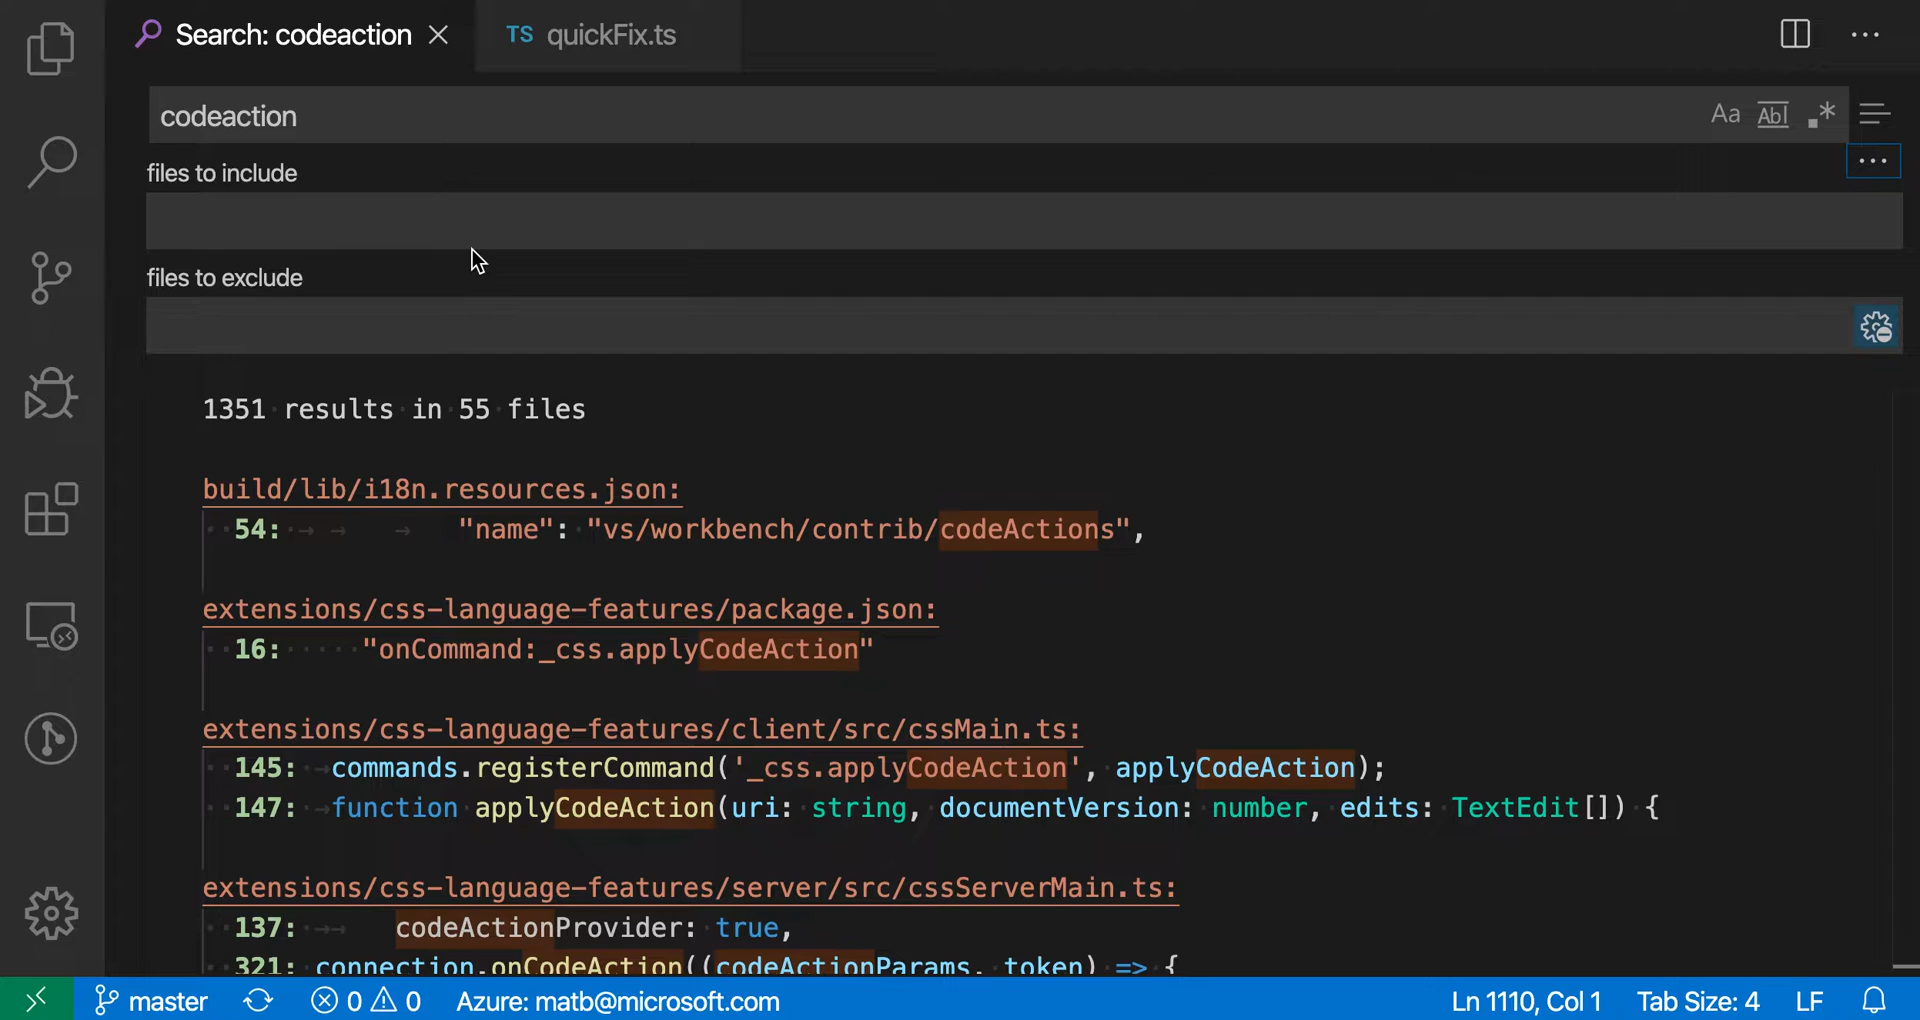 Search: codeaction
TS quickFix.ts
codeaction
Aa Abl .*
files to include
files to exclude
1351 results in 55 files
build/lib/i18n.resources.json:
54: "name": "vs/workbench/contrib/codeActions",
extensions/css-language-features/package.json:
16: "onCommand:_css.applyCodeAction"
extensions/css-language-features/client/src/cssMain.ts:
145: commands.registerCommand('_css.applyCodeAction', applyCodeAction);
147: function applyCodeAction(uri: string, documentVersion: number, edits: TextEdit[]) {
extensions/css-language-features/server/src/cssServerMain.ts:
137: codeActionProvider: true,
321: connection.onCodeAction((codeActionParams, token) => {
master 0 0 Azure: matb@microsoft.com Ln 1110, Col 1 Tab Size: 4 LF